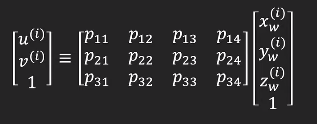 [u^(i) v^(i) 1] ≡ [p₁₁ p₁₂ p₁₃ p₁₄; p₂₁ p₂₂ p₂₃ p₂₄; p₃₁ p₃₂ p₃₃ p₃₄] [x_w^(i) y_w^(i) z_w^(i) 1]